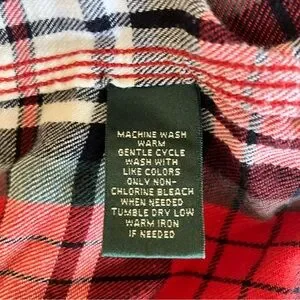 MACHINE WASH
WARM
GENTLE CYCLE
WASH WITH
LIKE COLORS
ONLY NON-
CHLORINE BLEACH
WHEN NEEDED
TUMBLE DRY LOW
WARM IRON
IF NEEDED